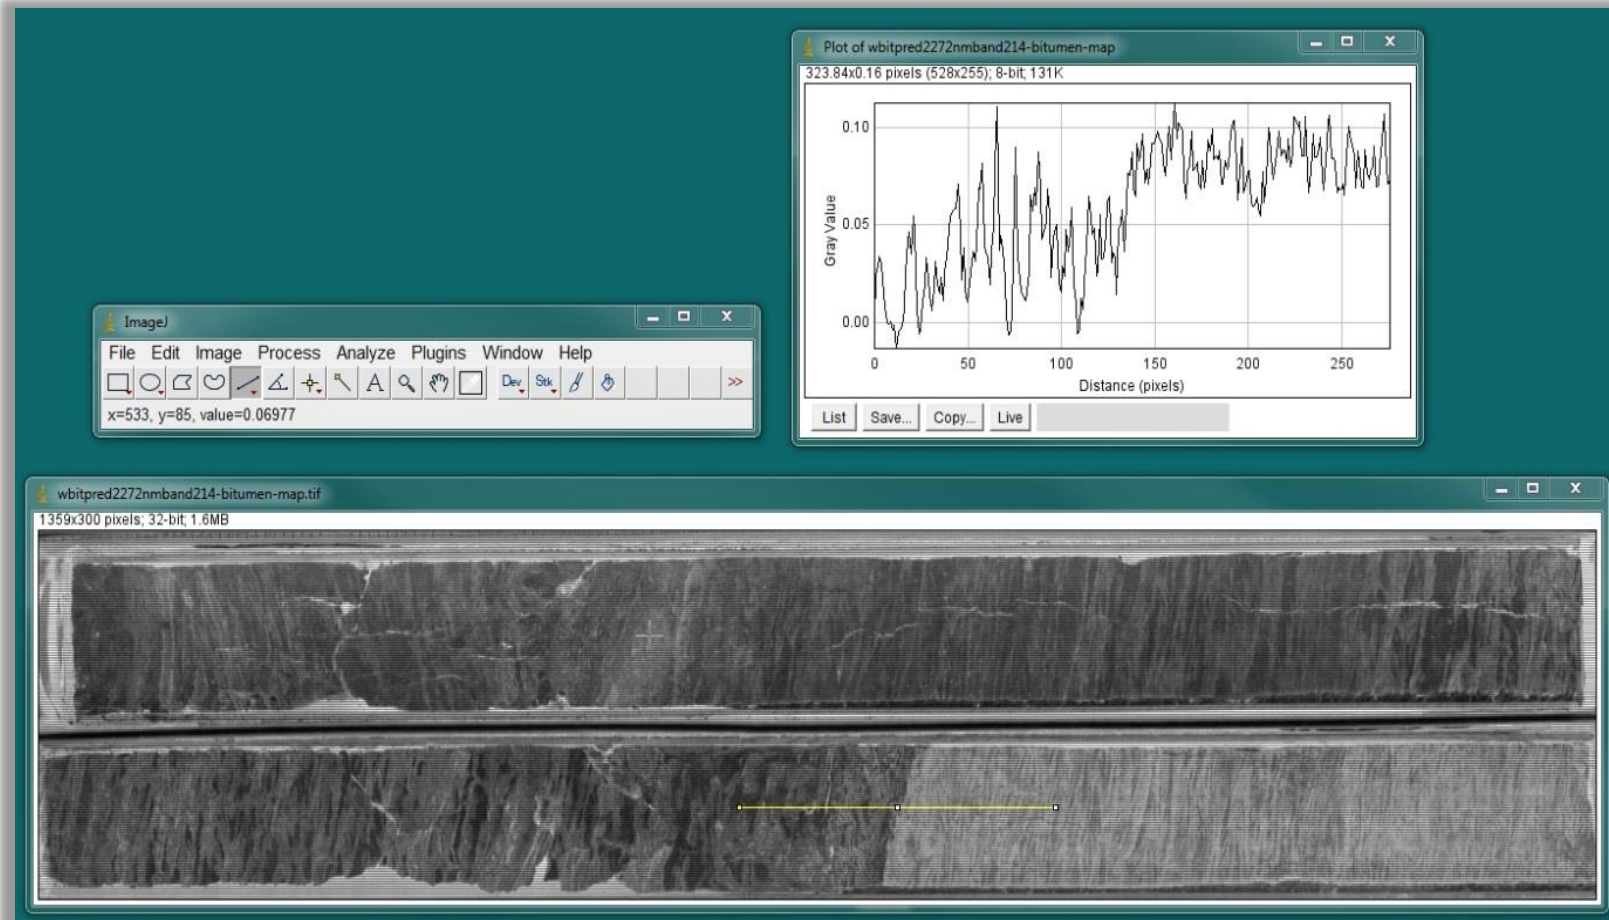 Plot of wbitpred2272nmband214-bitumen-map
323.84x0.16 pixels (528x255); 8-bit; 131K
0.10
0.05
0.00
Gray Value
0 50 100 150 200 250
Distance (pixels)
List Save... Copy... Live
ImageJ
File Edit Image Process Analyze Plugins Window Help
A Dev Stk >>
x=533, y=85, value=0.06977
wbitpred2272nmband214-bitumen-map.tif
1359x300 pixels; 32-bit; 1.6MB